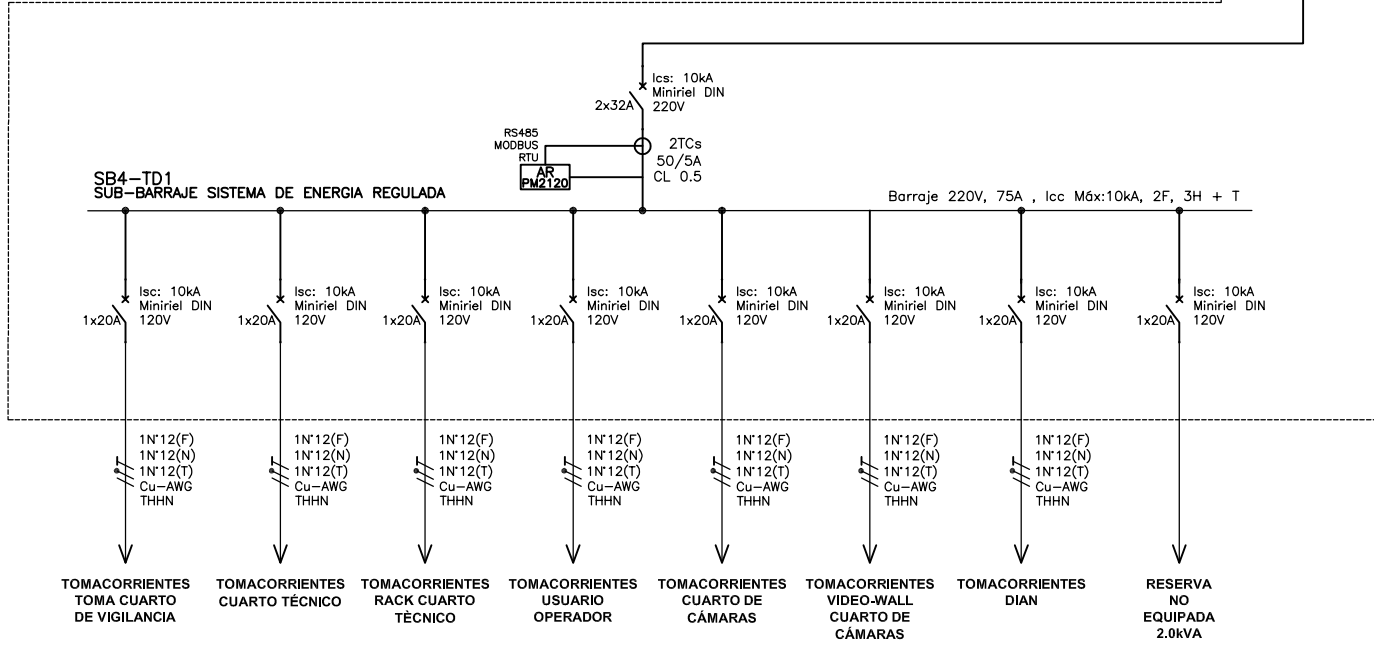 Ics: 10kA
Miniriel DIN
2x32A 220V
RS485
MODBUS
RTU
2TCs
50/5A
CL 0.5
AR
PM2120
SB4-TD1
SUB-BARRAJE SISTEMA DE ENERGIA REGULADA
Barraje 220V, 75A , Icc Máx:10kA, 2F, 3H + T
Isc: 10kA
Miniriel DIN
1x20A 120V
Isc: 10kA
Miniriel DIN
1x20A 120V
Isc: 10kA
Miniriel DIN
1x20A 120V
Isc: 10kA
Miniriel DIN
1x20A 120V
Isc: 10kA
Miniriel DIN
1x20A 120V
Isc: 10kA
Miniriel DIN
1x20A 120V
Isc: 10kA
Miniriel DIN
1x20A 120V
Isc: 10kA
Miniriel DIN
1x20A 120V
1N°12(F)
1N°12(N)
1N°12(T)
Cu-AWG
THHN
1N°12(F)
1N°12(N)
1N°12(T)
Cu-AWG
THHN
1N°12(F)
1N°12(N)
1N°12(T)
Cu-AWG
THHN
1N°12(F)
1N°12(N)
1N°12(T)
Cu-AWG
THHN
1N°12(F)
1N°12(N)
1N°12(T)
Cu-AWG
THHN
1N°12(F)
1N°12(N)
1N°12(T)
Cu-AWG
THHN
1N°12(F)
1N°12(N)
1N°12(T)
Cu-AWG
THHN
TOMACORRIENTES
TOMA CUARTO
DE VIGILANCIA
TOMACORRIENTES
CUARTO TÉCNICO
TOMACORRIENTES
RACK CUARTO
TÈCNICO
TOMACORRIENTES
USUARIO
OPERADOR
TOMACORRIENTES
CUARTO DE
CÁMARAS
TOMACORRIENTES
VIDEO-WALL
CUARTO DE
CÁMARAS
TOMACORRIENTES
DIAN
RESERVA
NO
EQUIPADA
2.0kVA